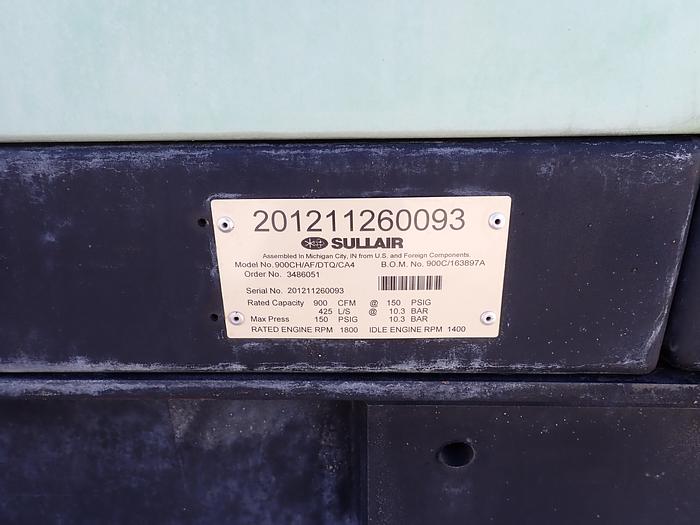 201211260093
SULLAIR
Assembled In Michigan City, IN from U.S. and Foreign Components.
Model No. 900CH/AF/DTQ/CA4 B.O.M. No. 900C/163897A
Order No. 3486051
Serial No. 201211260093
Rated Capacity 900 CFM @ 150 PSIG
425 L/S @ 10.3 BAR
Max Press 150 PSIG 10.3 BAR
RATED ENGINE RPM 1800 IDLE ENGINE RPM 1400